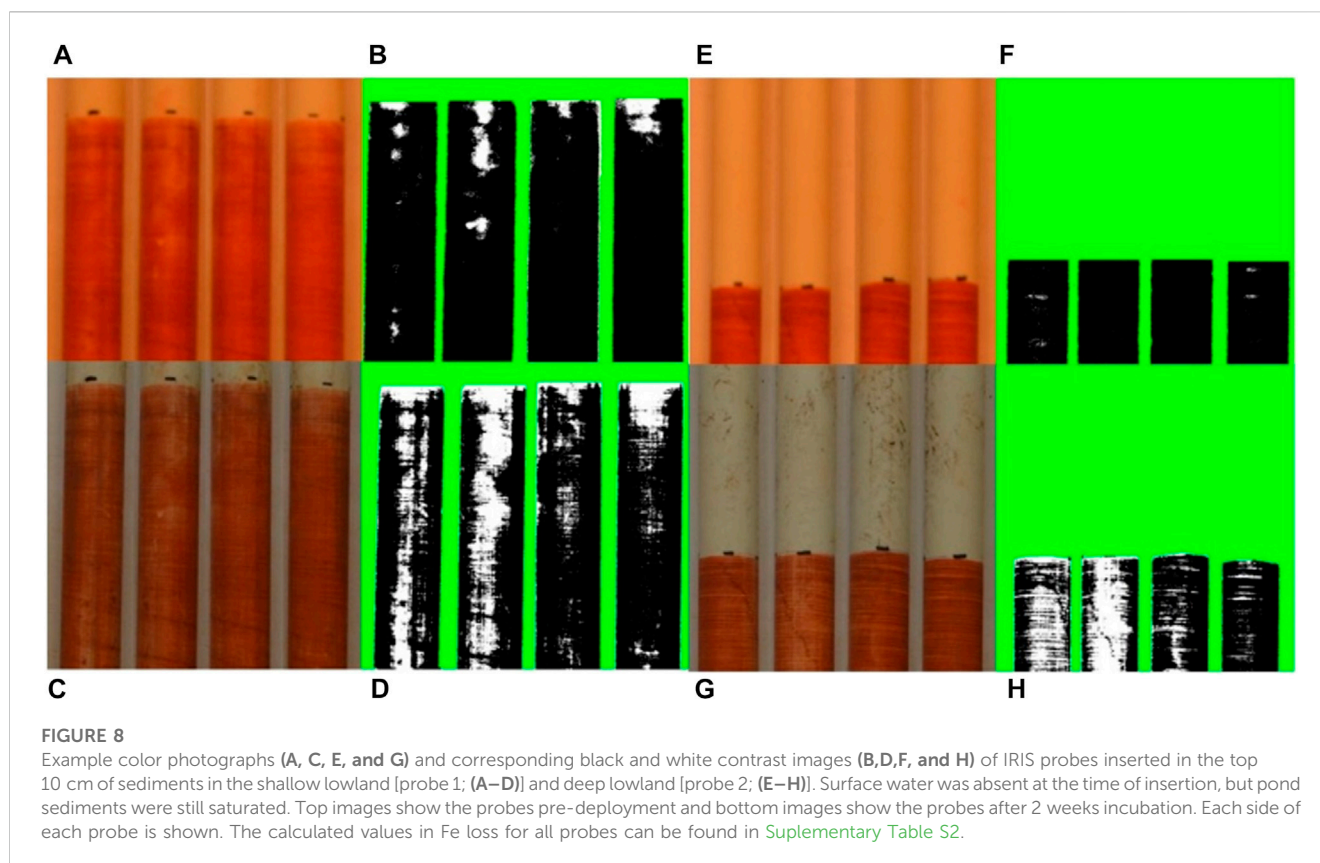 A B E F
C D G H
FIGURE 8
Example color photographs (A, C, E, and G) and corresponding black and white contrast images (B,D,F, and H) of IRIS probes inserted in the top
10 cm of sediments in the shallow lowland [probe 1; (A–D)] and deep lowland [probe 2; (E–H)]. Surface water was absent at the time of insertion, but pond
sediments were still saturated. Top images show the probes pre-deployment and bottom images show the probes after 2 weeks incubation. Each side of
each probe is shown. The calculated values in Fe loss for all probes can be found in Suplementary Table S2.